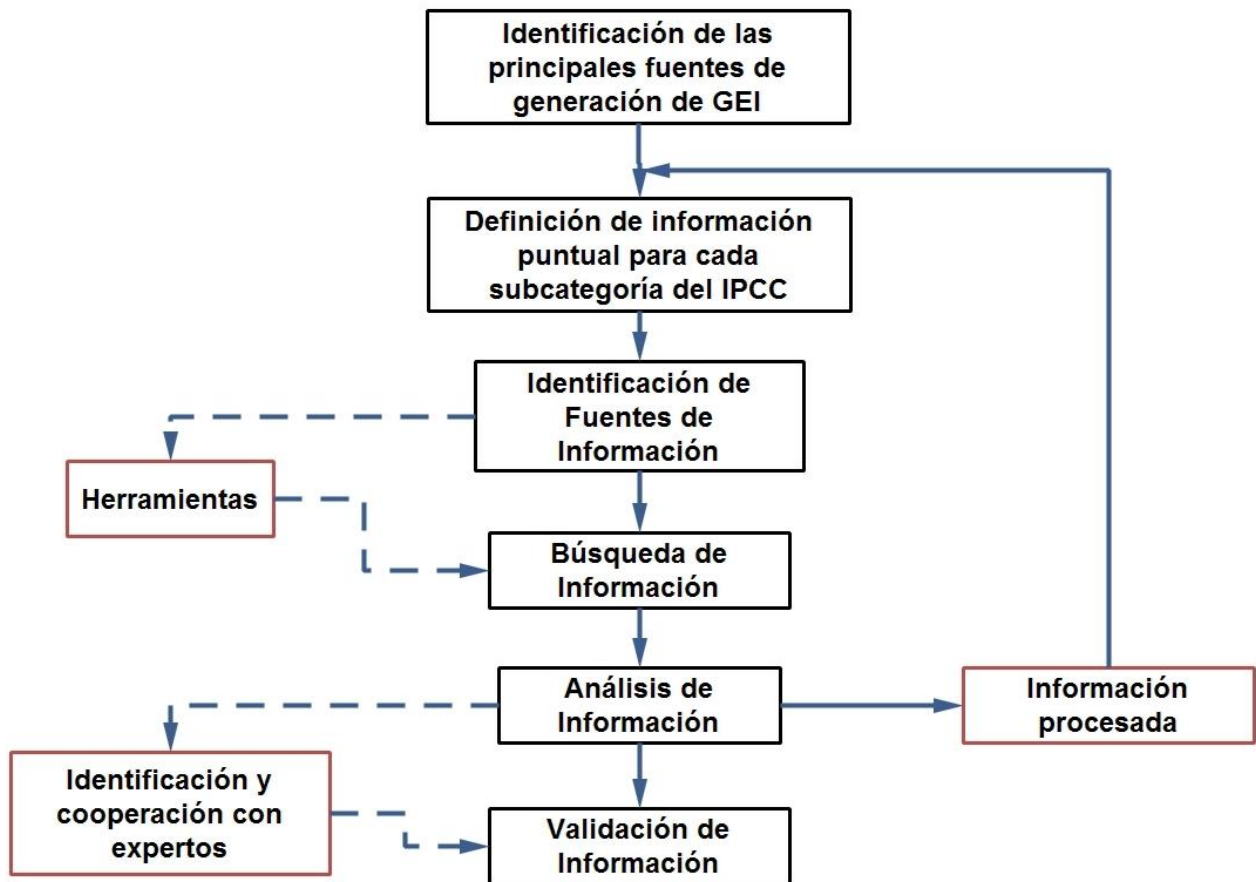 Identificación de las
principales fuentes de
generación de GEI
Definición de información
puntual para cada
subcategoría del IPCC
Identificación de
Fuentes de
Información
Herramientas
Búsqueda de
Información
Análisis de
Información
Información
procesada
Identificación y
cooperación con
expertos
Validación de
Información